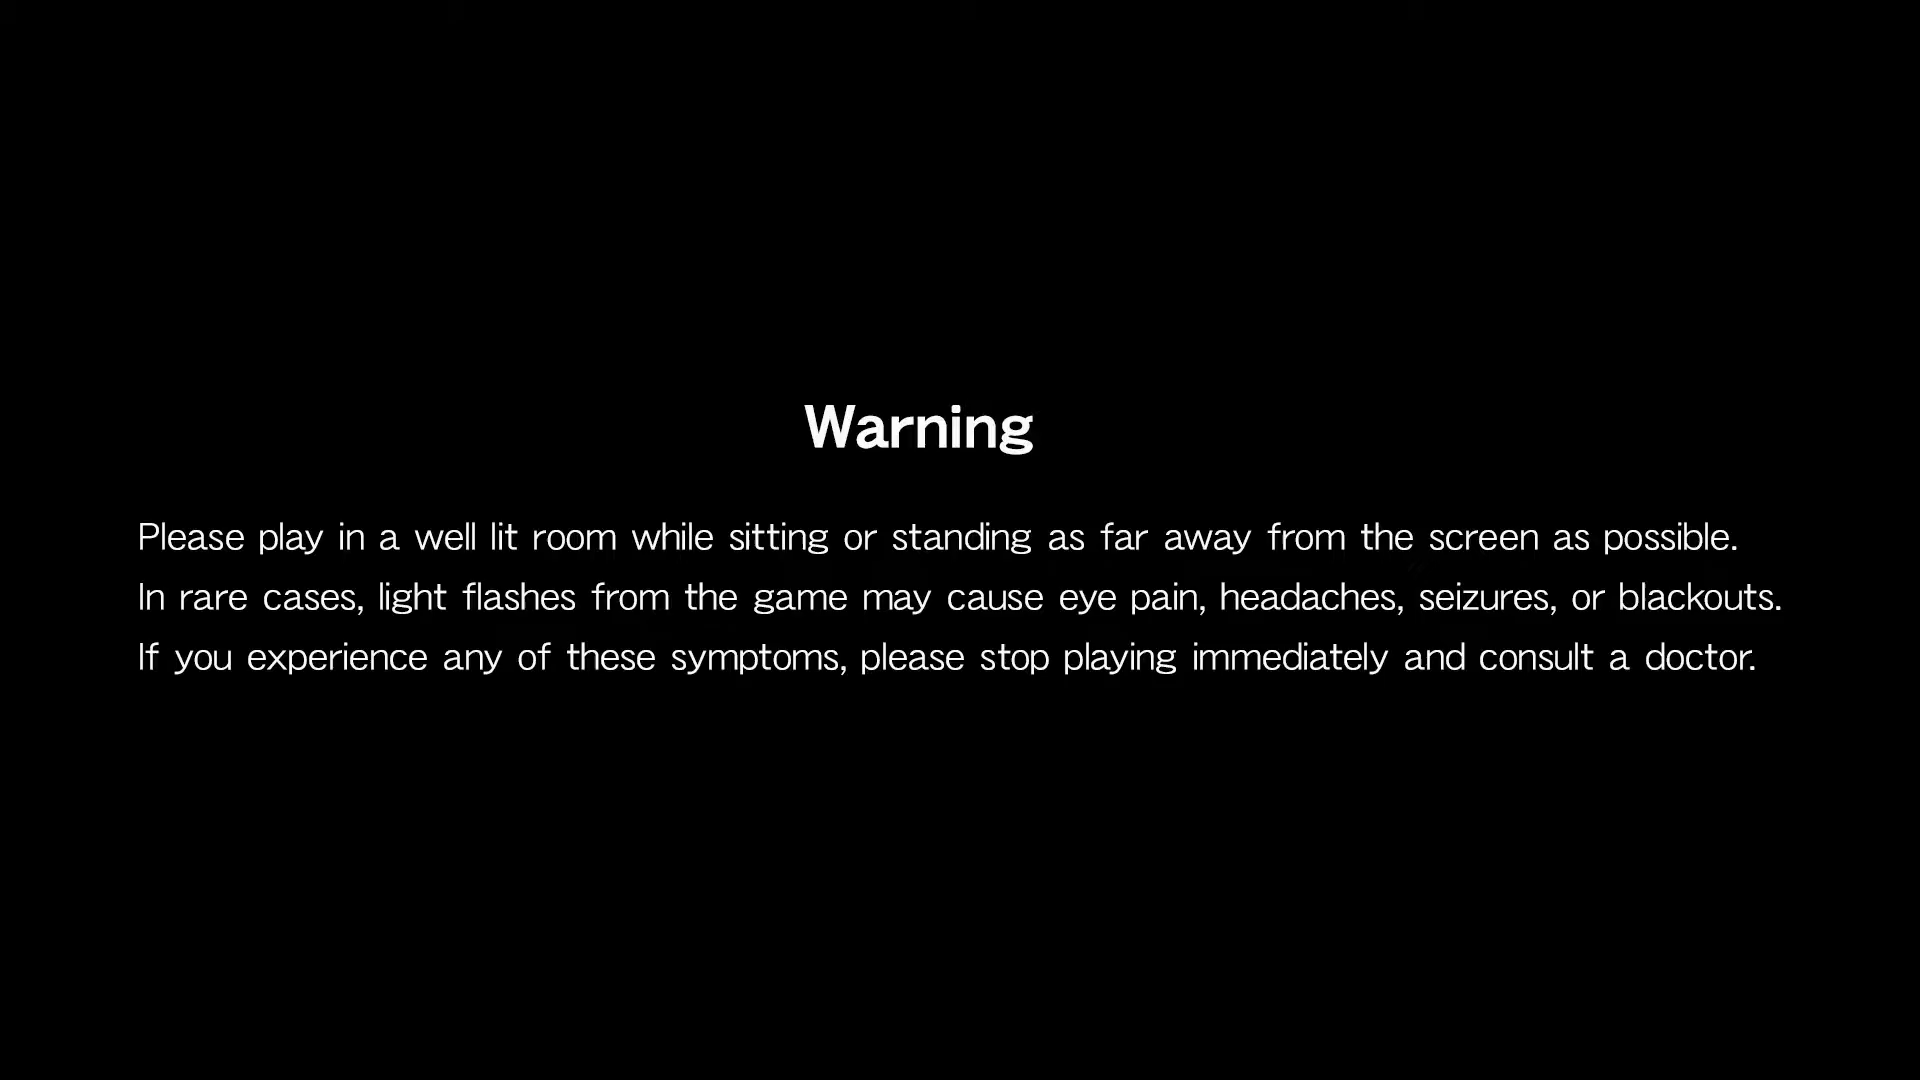 Warning
Please play in a well lit room while sitting or standing as far away from the screen as possible.
In rare cases, light flashes from the game may cause eye pain, headaches, seizures, or blackouts.
If you experience any of these symptoms, please stop playing immediately and consult a doctor.